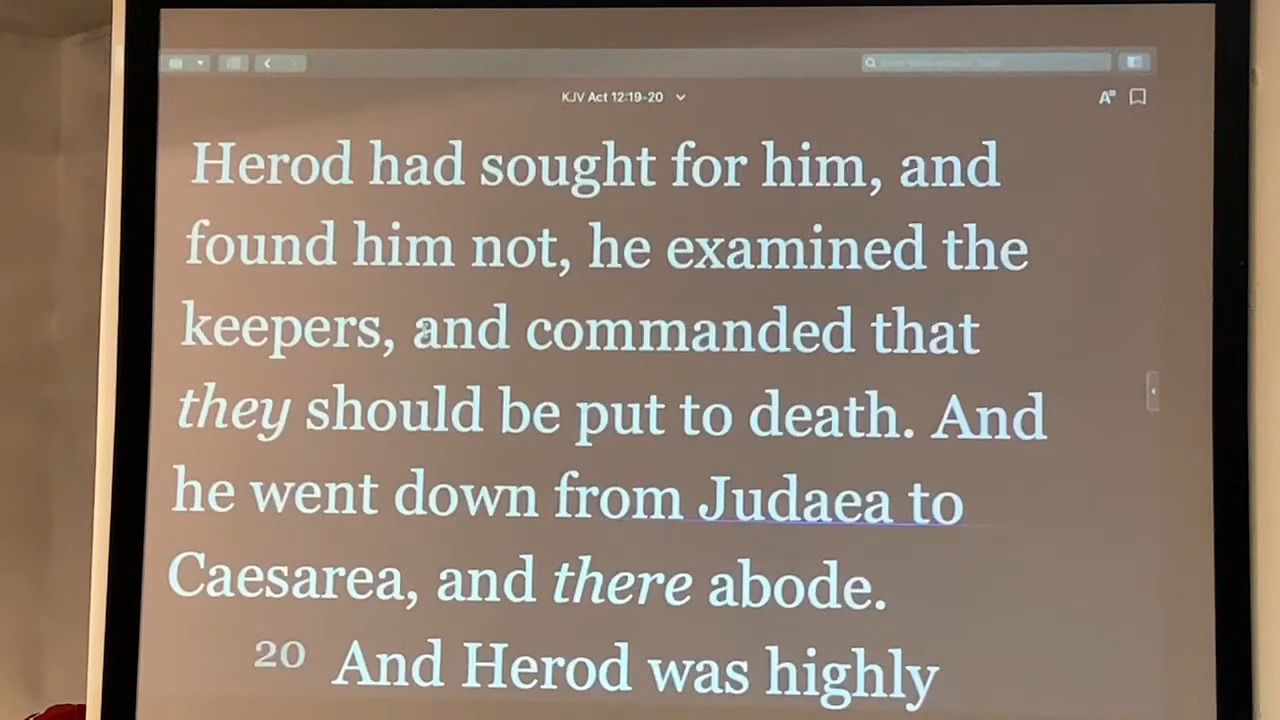 KJV Act 12:19-20
Herod had sought for him, and
found him not, he examined the
keepers, and commanded that
they should be put to death. And
he went down from Judaea to
Caesarea, and there abode.
20 And Herod was highly